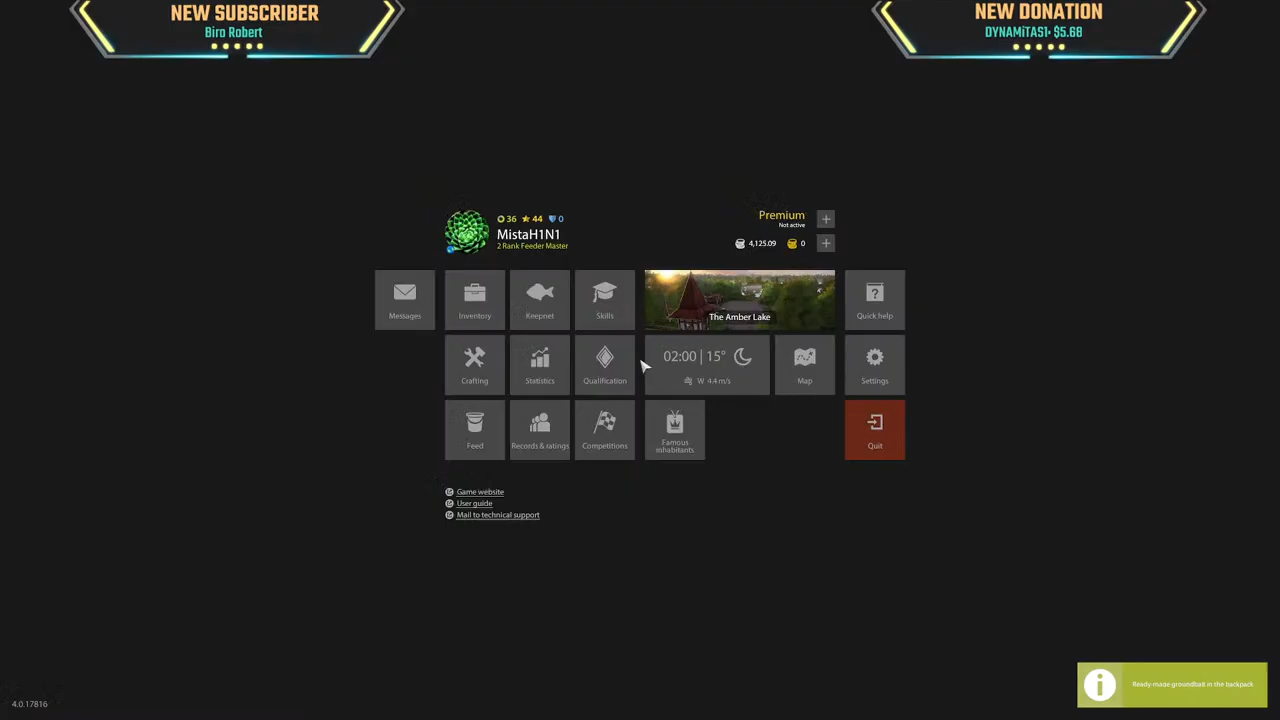 NEW SUBSCRIBER
Biro Robert
NEW DONATION
DYNAMiTAS1• $5.60
36 44 0
MistaH1N1
2 Rank Feeder Master
Premium
Not active
4,125.09 0
Messages
Inventory
Keepnet
Skills
The Amber Lake
Quick help
Crafting
Statistics
Qualification
02:00 | 15°
W 4.4 m/s
Map
Settings
Feed
Records & ratings
Competitions
Famous
inhabitants
Quit
Game website
User guide
Mail to technical support
Ready-made groundbait in the backpack
4.0.17816